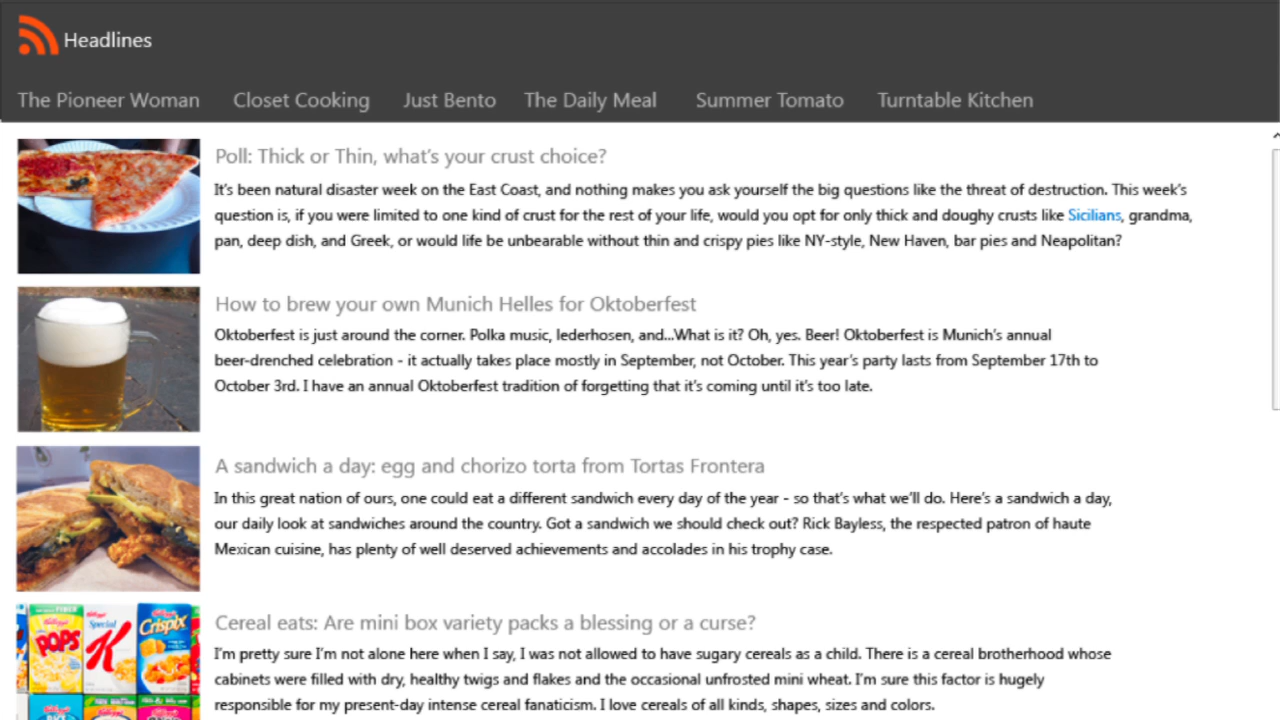 Headlines
The Pioneer Woman Closet Cooking Just Bento The Daily Meal Summer Tomato Turntable Kitchen
Poll: Thick or Thin, what's your crust choice?
It's been natural disaster week on the East Coast, and nothing makes you ask yourself the big questions like the threat of destruction. This week's
question is, if you were limited to one kind of crust for the rest of your life, would you opt for only thick and doughy crusts like Sicilians, grandma,
pan, deep dish, and Greek, or would life be unbearable without thin and crispy pies like NY-style, New Haven, bar pies and Neapolitan?
How to brew your own Munich Helles for Oktoberfest
Oktoberfest is just around the corner. Polka music, lederhosen, and...What is it? Oh, yes. Beer! Oktoberfest is Munich's annual
beer-drenched celebration - it actually takes place mostly in September, not October. This year's party lasts from September 17th to
October 3rd. I have an annual Oktoberfest tradition of forgetting that it's coming until it's too late.
A sandwich a day: egg and chorizo torta from Tortas Frontera
In this great nation of ours, one could eat a different sandwich every day of the year - so that's what we'll do. Here's a sandwich a day,
our daily look at sandwiches around the country. Got a sandwich we should check out? Rick Bayless, the respected patron of haute
Mexican cuisine, has plenty of well deserved achievements and accolades in his trophy case.
Cereal eats: Are mini box variety packs a blessing or a curse?
I'm pretty sure I'm not alone here when I say, I was not allowed to have sugary cereals as a child. There is a cereal brotherhood whose
cabinets were filled with dry, healthy twigs and flakes and the occasional unfrosted mini wheat. I'm sure this factor is hugely
responsible for my present-day intense cereal fanaticism. I love cereals of all kinds, shapes, sizes and colors.
Kellogg's POPS
Kellogg's Special K
Kellogg's Crispix